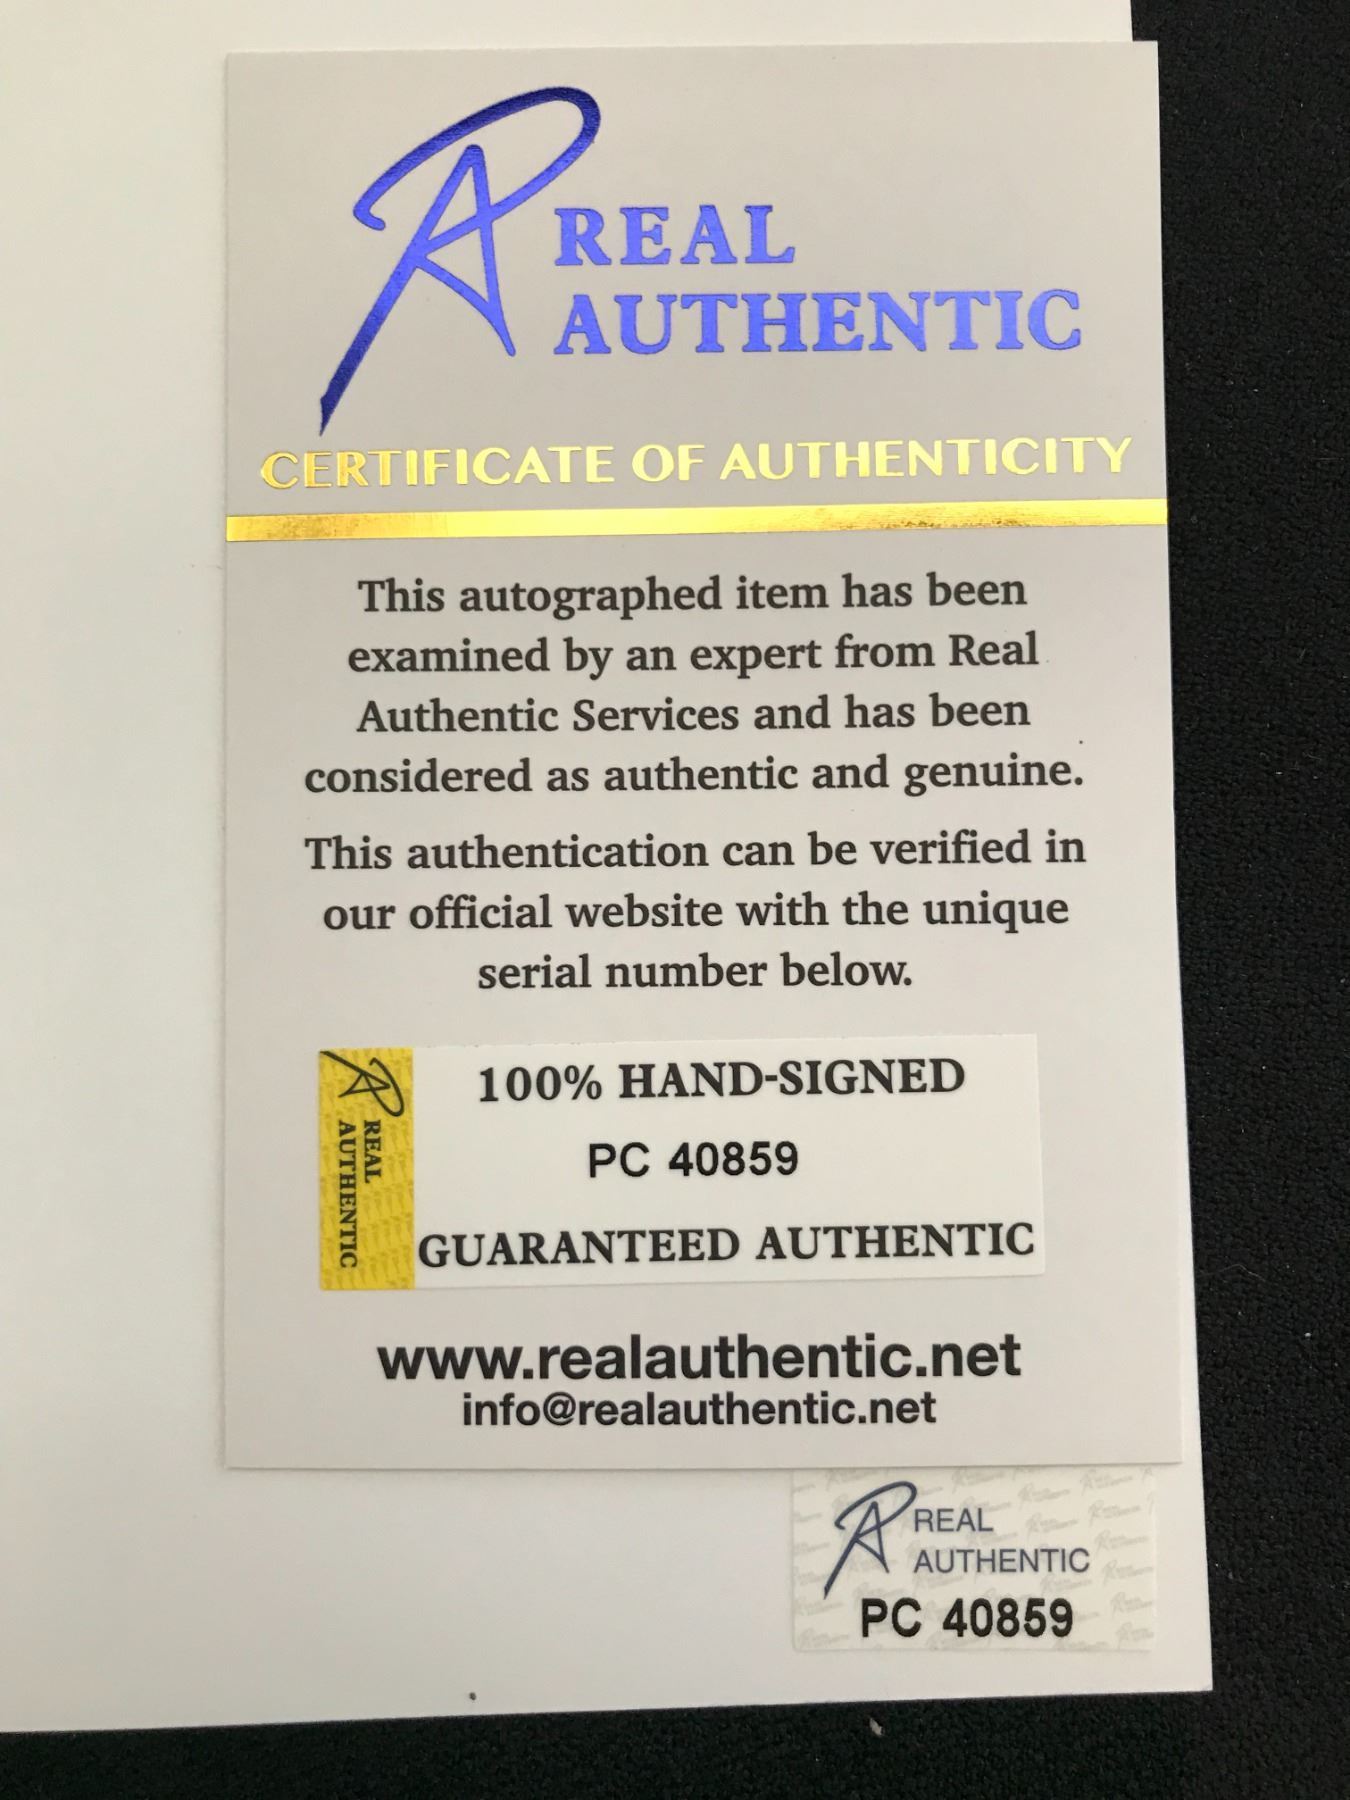 REAL
AUTHENTIC
CERTIFICATE OF AUTHENTICITY
This autographed item has been
examined by an expert from Real
Authentic Services and has been
considered as authentic and genuine.
This authentication can be verified in
our official website with the unique
serial number below.
REAL
AUTHENTIC
100% HAND-SIGNED
PC 40859
GUARANTEED AUTHENTIC
www.realauthentic.net
info@realauthentic.net
REAL
AUTHENTIC
PC 40859